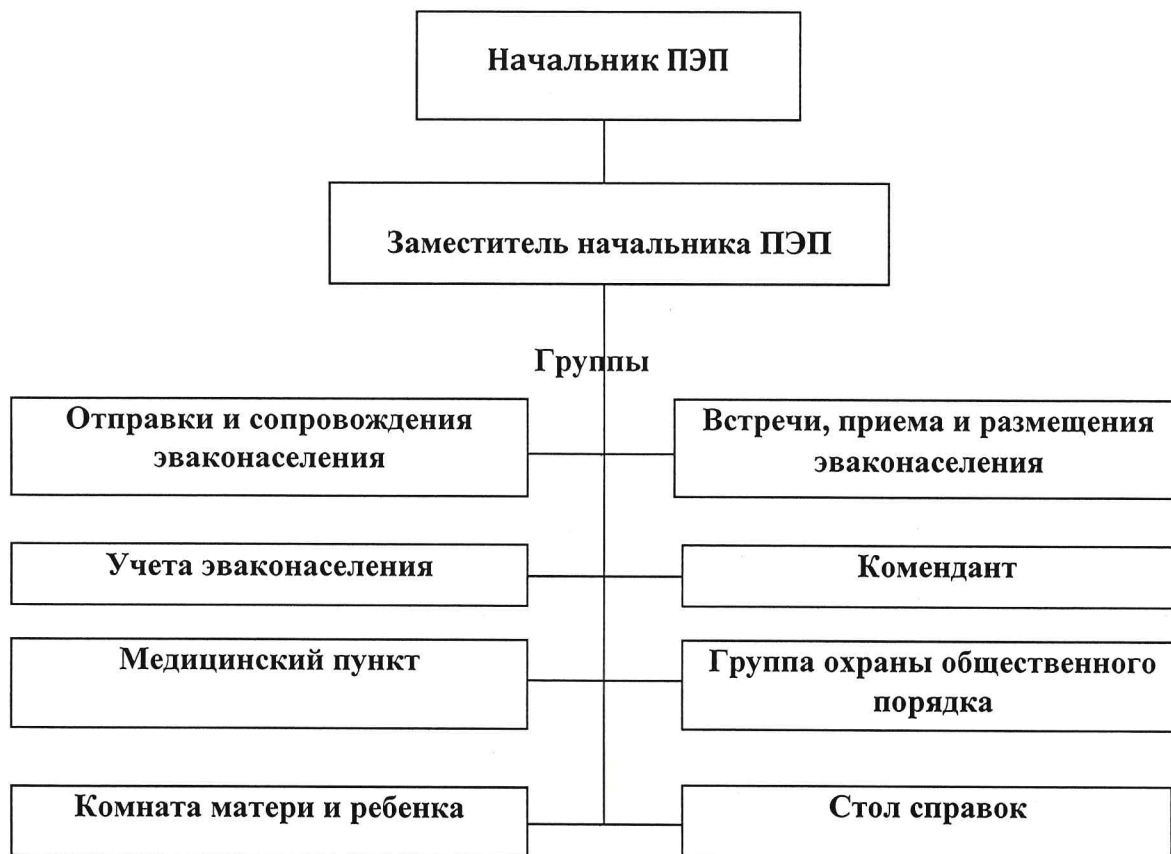 Начальник ПЭП
Заместитель начальника ПЭП
Группы
Отправки и сопровождения
эваконаселения
Встречи, приема и размещения
эваконаселения
Учета эваконаселения
Комендант
Медицинский пункт
Группа охраны общественного
порядка
Комната матери и ребенка
Стол справок